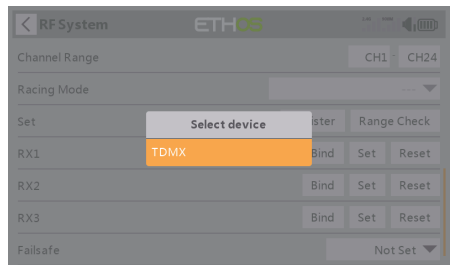 RF System
ETHOS
Channel Range CH1 - CH24
Racing Mode ---
Set ister Range Check
Select device
TDMX
RX1 Bind Set Reset
RX2 Bind Set Reset
RX3 Bind Set Reset
Failsafe Not Set